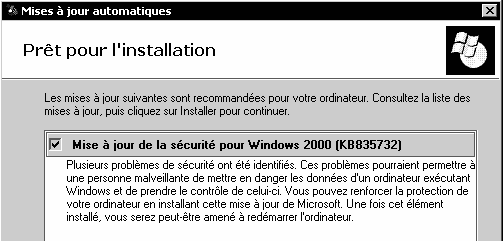 Mises à jour automatiques
Prêt pour l'installation
Les mises à jour suivantes sont recommandées pour votre ordinateur. Consultez la liste des
mises à jour, puis cliquez sur Installer pour continuer.
Mise à jour de la sécurité pour Windows 2000 (KB835732)
Plusieurs problèmes de sécurité ont été identifiés. Ces problèmes pourraient permettre à
une personne malveillante de mettre en danger les données d'un ordinateur exécutant
Windows et de prendre le contrôle de celui-ci. Vous pouvez renforcer la protection de
votre ordinateur en installant cette mise à jour de Microsoft. Une fois cet élément
installé, vous serez peut-être amené à redémarrer l'ordinateur.